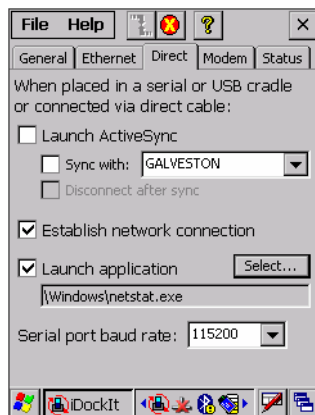 File Help
General Ethernet Direct Modem Status
When placed in a serial or USB cradle
or connected via direct cable:
Launch ActiveSync
Sync with: GALVESTON
Disconnect after sync
Establish network connection
Launch application Select...
\Windows\netstat.exe
Serial port baud rate: 115200
iDockIt